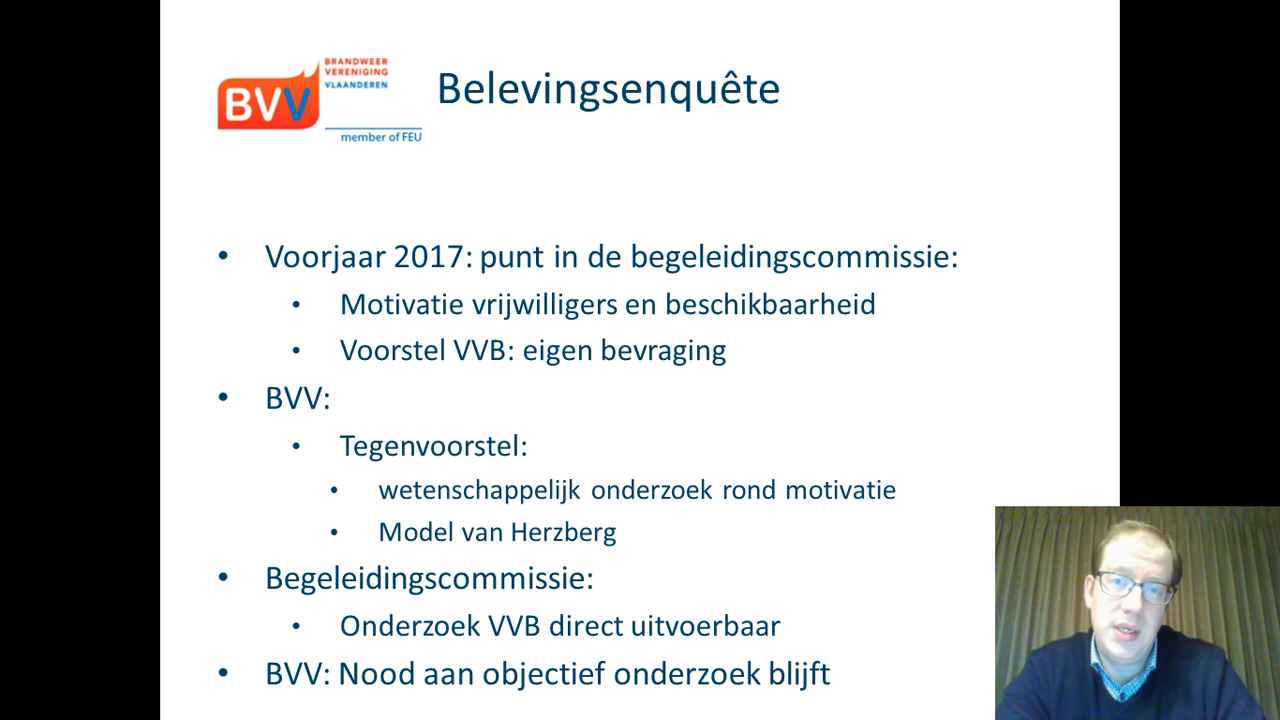 BRANDWEER
VERENIGING
VLAANDEREN
BVV
member of FEU
Belevingsenquête
• Voorjaar 2017: punt in de begeleidingscommissie:
• Motivatie vrijwilligers en beschikbaarheid
• Voorstel VVB: eigen bevraging
• BVV:
• Tegenvoorstel:
• wetenschappelijk onderzoek rond motivatie
• Model van Herzberg
• Begeleidingscommissie:
• Onderzoek VVB direct uitvoerbaar
• BVV: Nood aan objectief onderzoek blijft